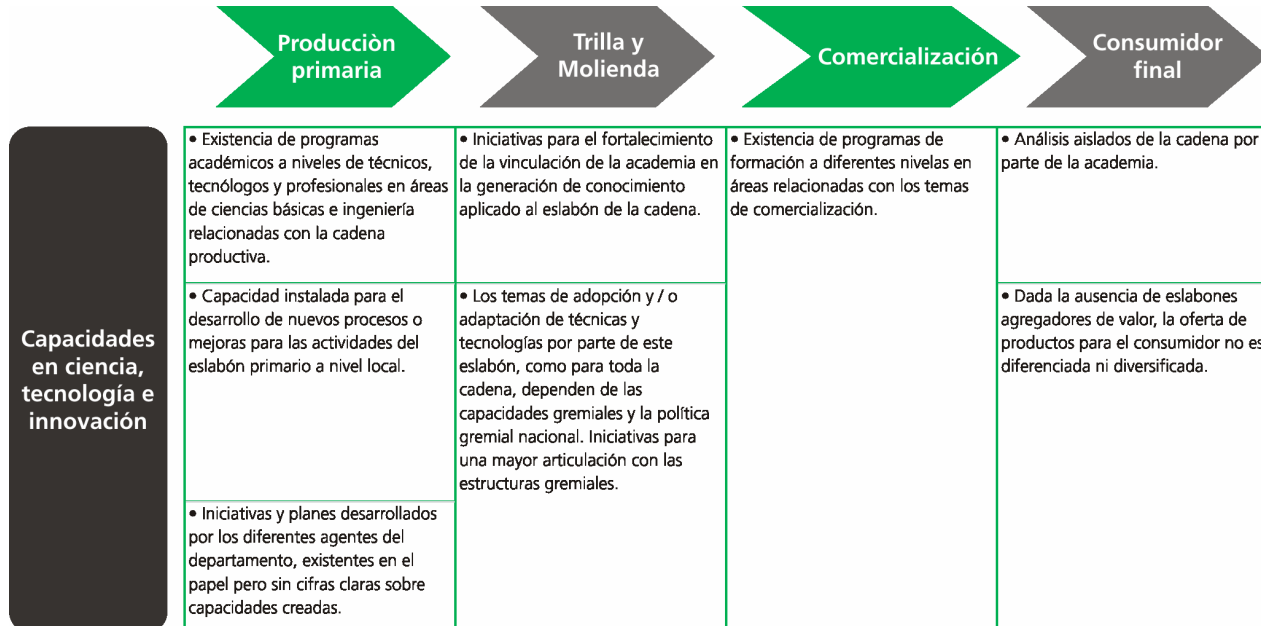 Producciòn
primaria
Trilla y
Molienda
Comercialización
Consumidor
final
Capacidades
en ciencia,
tecnología e
innovación
• Existencia de programas
académicos a niveles de técnicos,
tecnólogos y profesionales en áreas
de ciencias básicas e ingeniería
relacionadas con la cadena
productiva.
• Capacidad instalada para el
desarrollo de nuevos procesos o
mejoras para las actividades del
eslabón primario a nivel local.
• Iniciativas y planes desarrollados
por los diferentes agentes del
departamento, existentes en el
papel pero sin cifras claras sobre
capacidades creadas.
• Iniciativas para el fortalecimiento
de la vinculación de la academia en
la generación de conocimiento
aplicado al eslabón de la cadena.
• Los temas de adopción y / o
adaptación de técnicas y
tecnologías por parte de este
eslabón, como para toda la
cadena, dependen de las
capacidades gremiales y la política
gremial nacional. Iniciativas para
una mayor articulación con las
estructuras gremiales.
• Existencia de programas de
formación a diferentes nivelas en
áreas relacionadas con los temas
de comercialización.
• Análisis aislados de la cadena por
parte de la academia.
• Dada la ausencia de eslabones
agregadores de valor, la oferta de
productos para el consumidor no es
diferenciada ni diversificada.